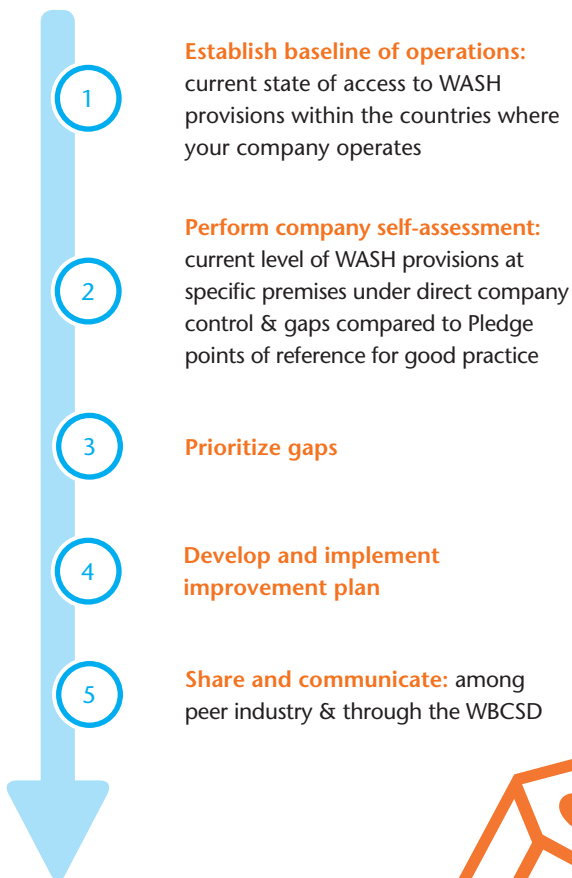 1
Establish baseline of operations:
current state of access to WASH
provisions within the countries where
your company operates
2
Perform company self-assessment:
current level of WASH provisions at
specific premises under direct company
control & gaps compared to Pledge
points of reference for good practice
3
Prioritize gaps
4
Develop and implement
improvement plan
5
Share and communicate: among
peer industry & through the WBCSD